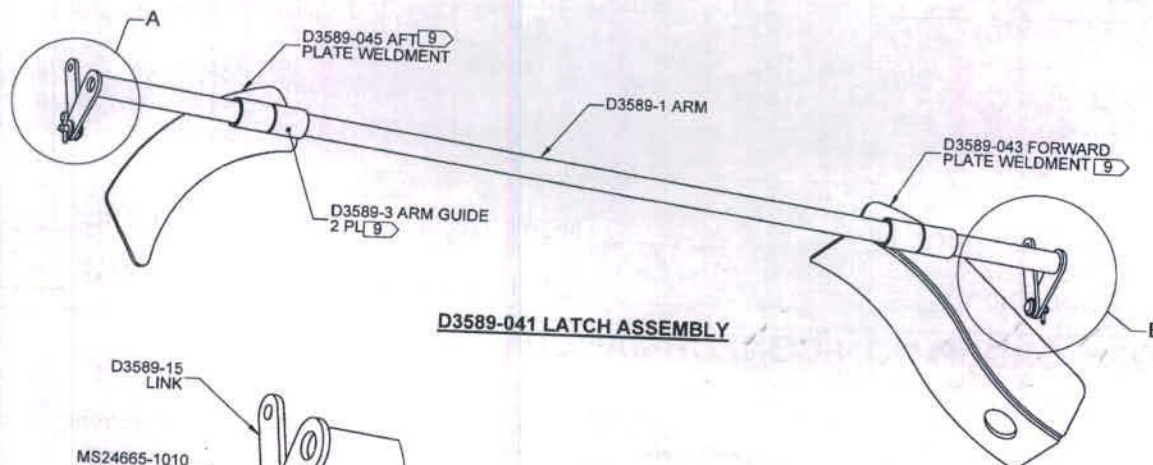 A
D3589-045 AFT 9
PLATE WELDMENT
D3589-1 ARM
D3589-043 FORWARD
PLATE WELDMENT 9
D3589-3 ARM GUIDE
2 PL 9
D3589-041 LATCH ASSEMBLY
D3589-15
LINK
MS24665-1010